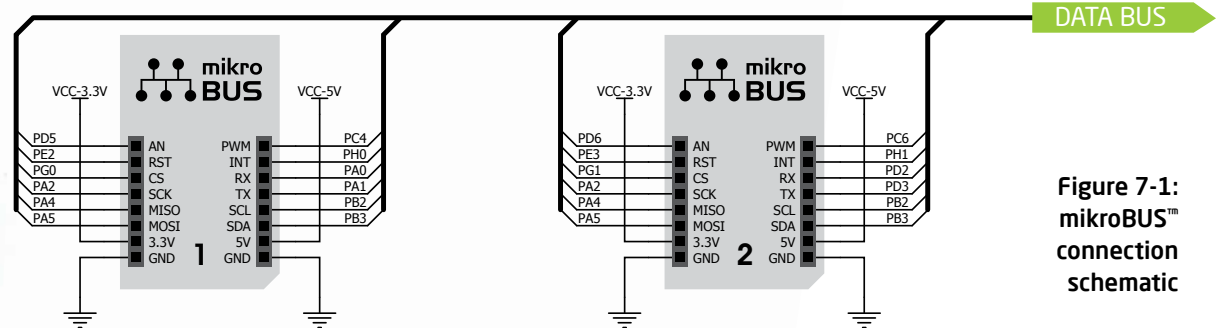 DATA BUS
mikro
BUS
VCC-3.3V
VCC-5V
PD5 AN PWM PC4
PE2 RST INT PH0
PG0 CS RX PA0
PA2 SCK TX PA1
PA4 MISO SCL PB2
PA5 MOSI SDA PB3
3.3V 5V
GND 1 GND
mikro
BUS
VCC-3.3V
VCC-5V
PD6 AN PWM PC6
PE3 RST INT PH1
PG1 CS RX PD2
PA2 SCK TX PD3
PA4 MISO SCL PB2
PA5 MOSI SDA PB3
3.3V 5V
GND 2 GND
Figure 7-1:
mikroBUS™
connection
schematic